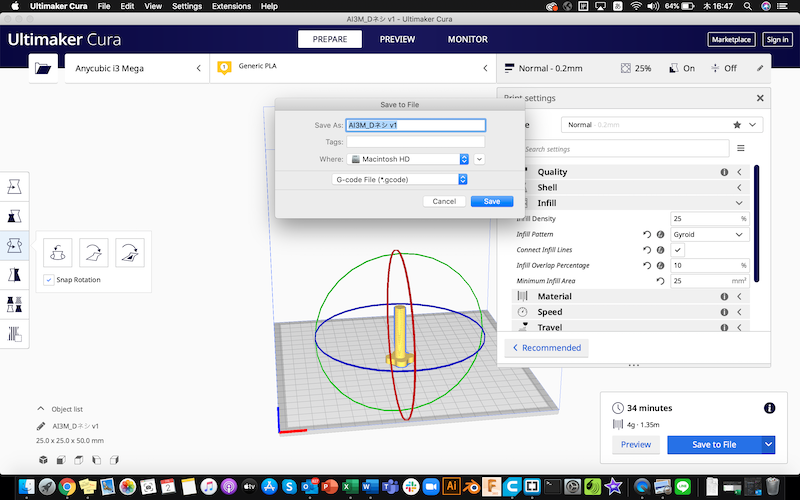 Ultimaker Cura File Edit View Settings Extensions Help
64% 木 16:47
AI3M_Dネシ v1 - Ultimaker Cura
Ultimaker Cura PREPARE PREVIEW MONITOR Marketplace Sign in
Anycubic i3 Mega 1 Generic PLA Normal - 0.2mm 25% On Off
Save to File
Save As: AI3M_Dネシ v1
Tags:
Where: Macintosh HD
G-code File (*.gcode)
Cancel Save
Print settings
Normal - 0.2mm
Search settings
Quality
Shell
Infill
Infill Density 25 %
Infill Pattern Gyroid
Connect Infill Lines
Infill Overlap Percentage 10 %
Minimum Infill Area 25 mm²
Material
Speed
Travel
Recommended
Snap Rotation
Object list
AI3M_Dネシ v1
25.0 x 25.0 x 50.0 mm
34 minutes
4g · 1.35m
Preview Save to File